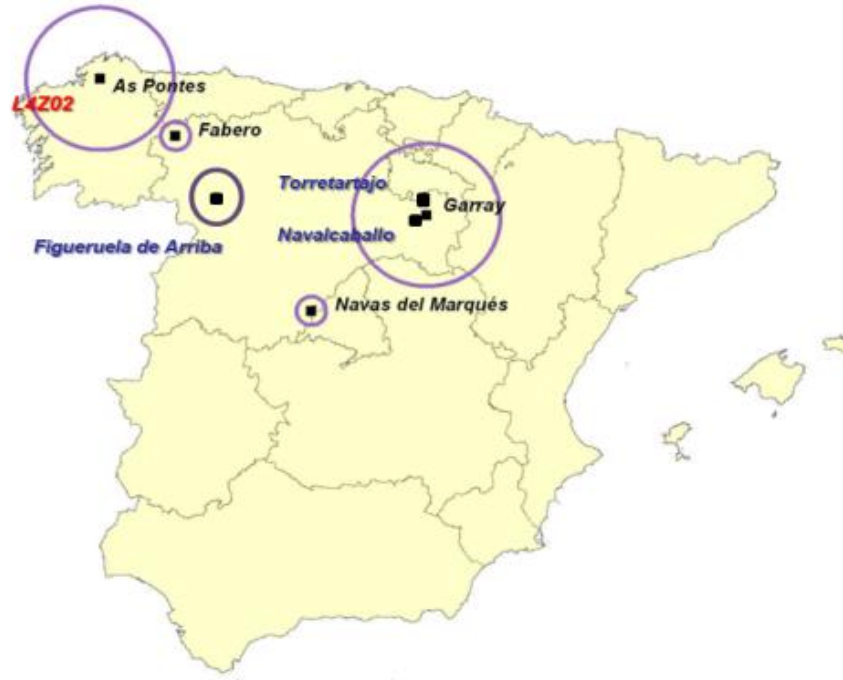 As Pontes
L4Z02
Fabero
Torretartajo
Garray
Navalcaballo
Figueruela de Arriba
Navas del Marqués